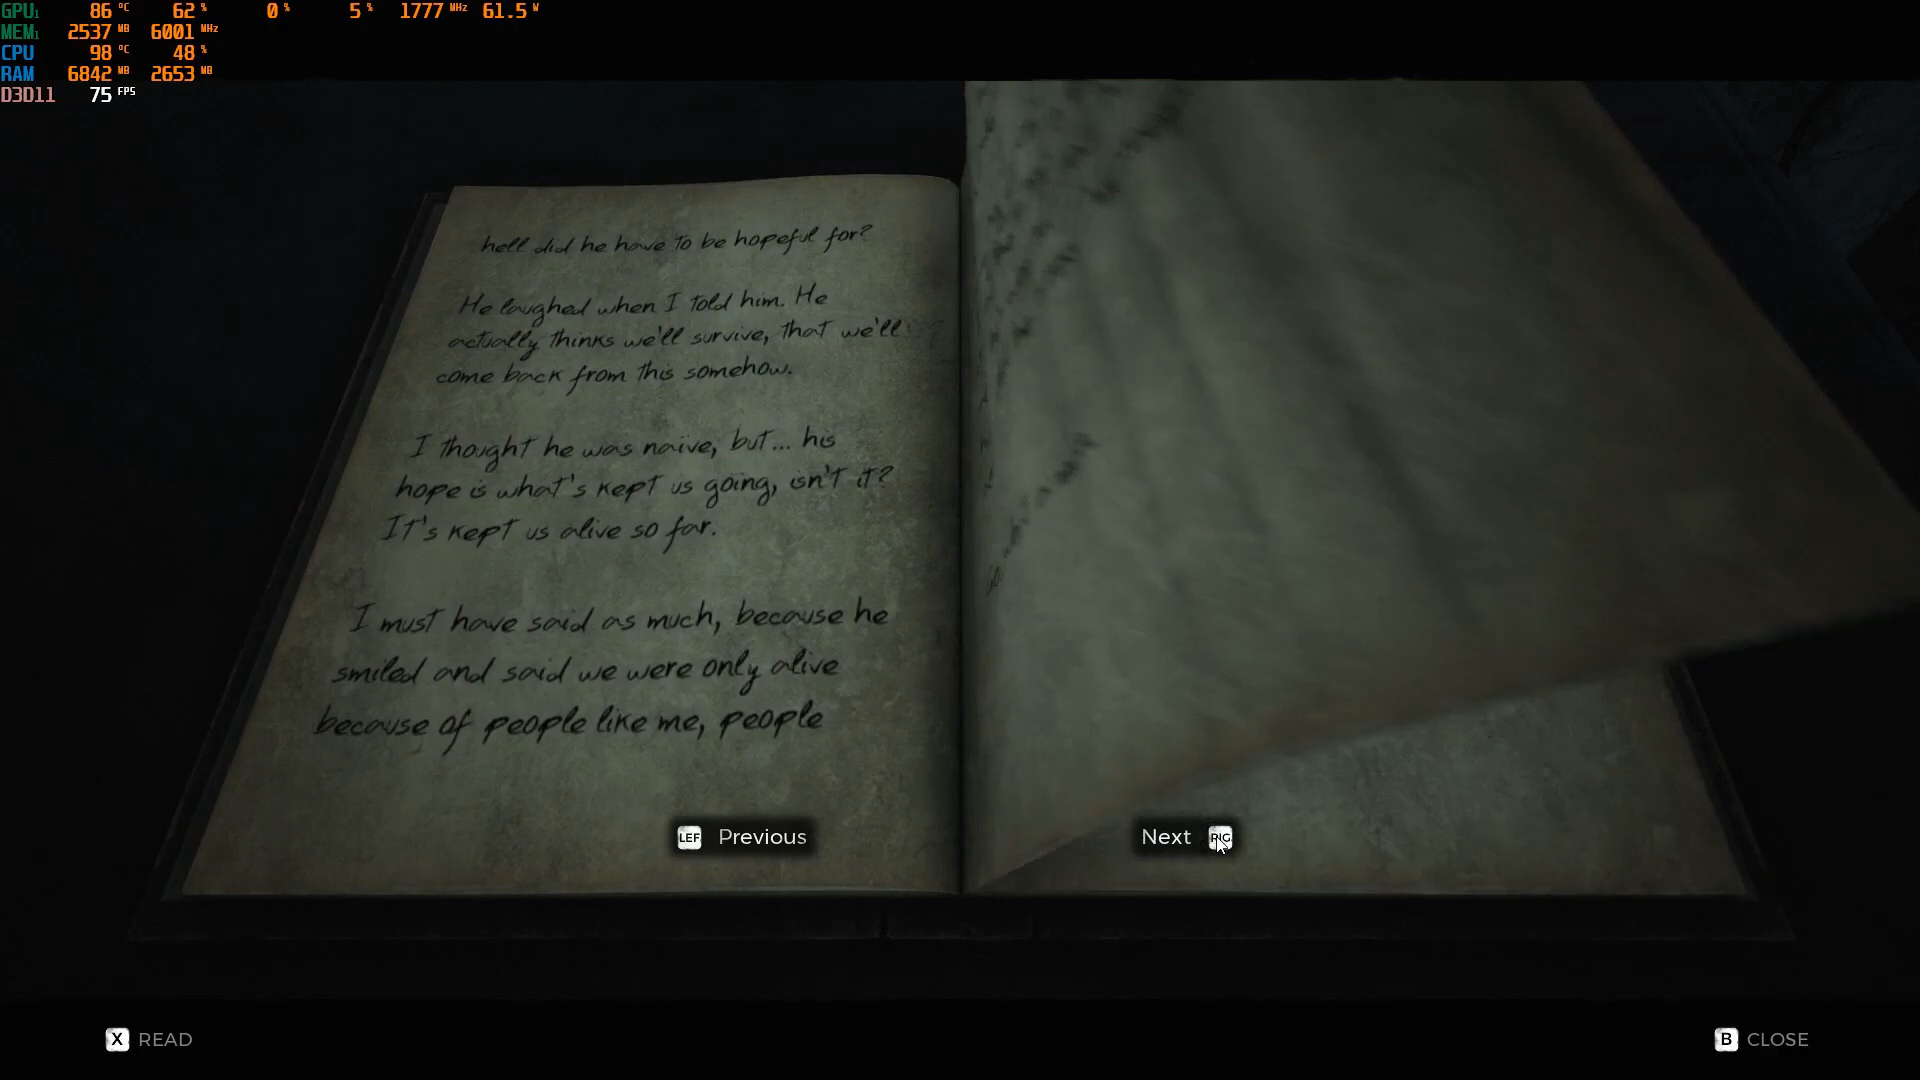 GPU1 86 °C 62 % 0 % 5 % 1777 MHz 61.5 W
MEM1 2537 MB 6001 MHz
CPU 98 °C 48 %
RAM 6842 MB 2653 MB
D3D11 75 FPS
hell did he have to be hopeful for?
He laughed when I told him. He
actually thinks we'll survive, that we'll
come back from this somehow.
I thought he was naive, but... his
hope is what's kept us going, isn't it?
It's kept us alive so far.
I must have said as much, because he
smiled and said we were only alive
because of people like me, people
LEF Previous
Next RIG
X READ
B CLOSE